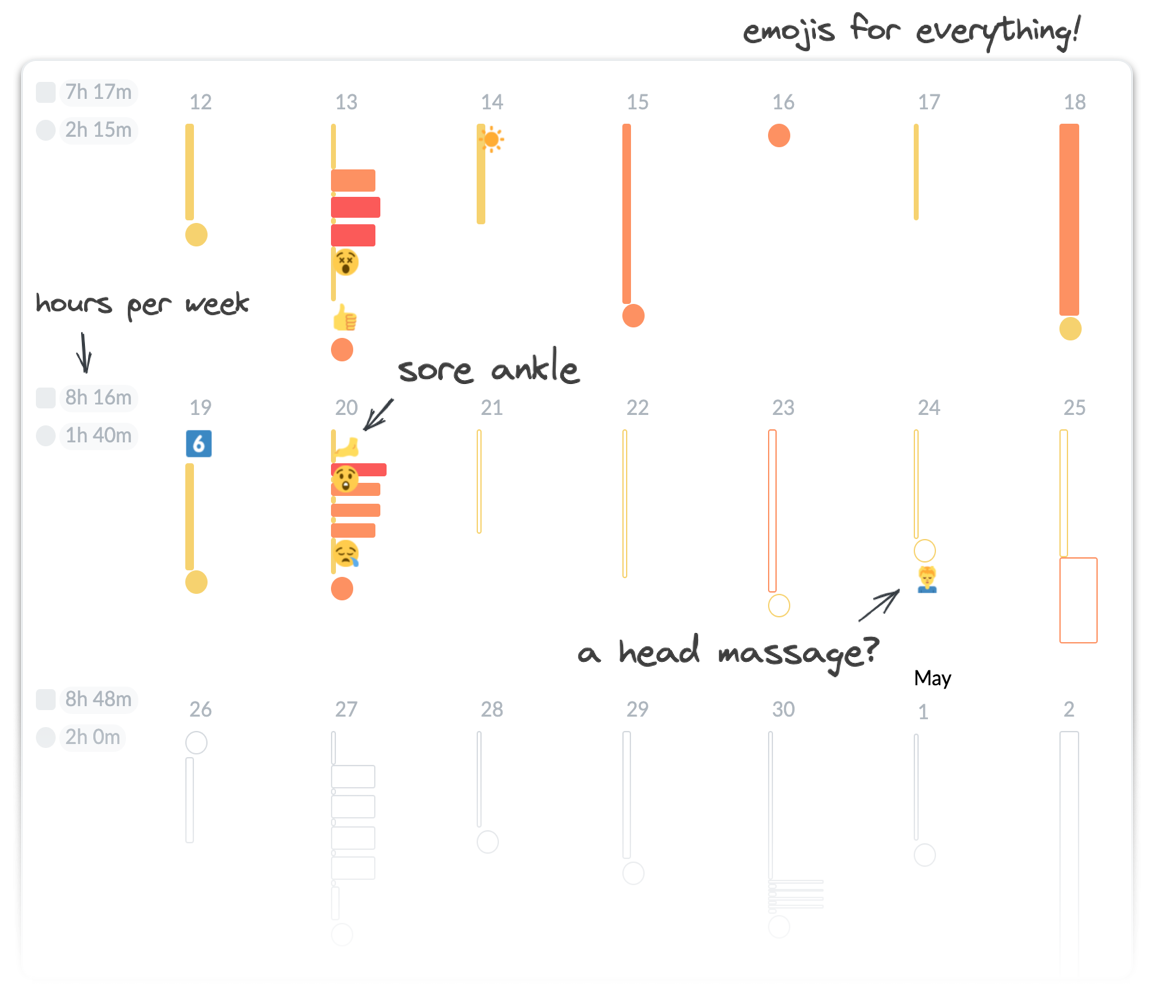 emojis for everything!
7h 17m
2h 15m
12 13 14 15 16 17 18
hours per week
sore ankle
8h 16m
1h 40m
19 20 21 22 23 24 25
6
a head massage?
May
8h 48m
2h 0m
26 27 28 29 30 1 2